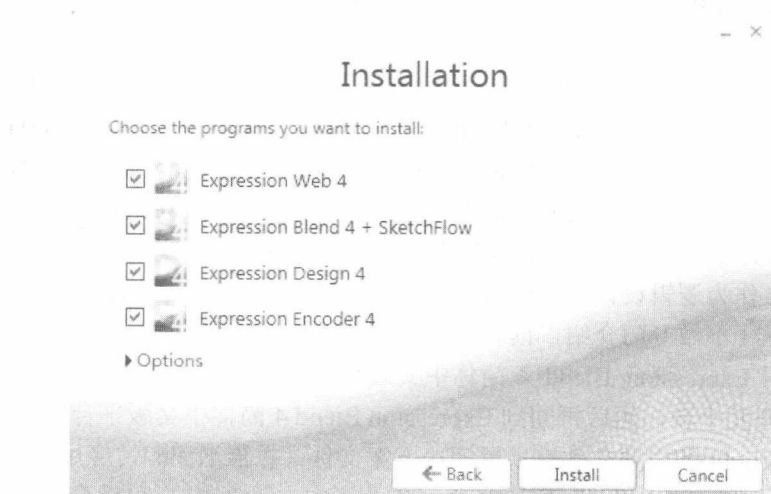 Installation
Choose the programs you want to install:
Expression Web 4
Expression Blend 4 + SketchFlow
Expression Design 4
Expression Encoder 4
Options
Back
Install
Cancel